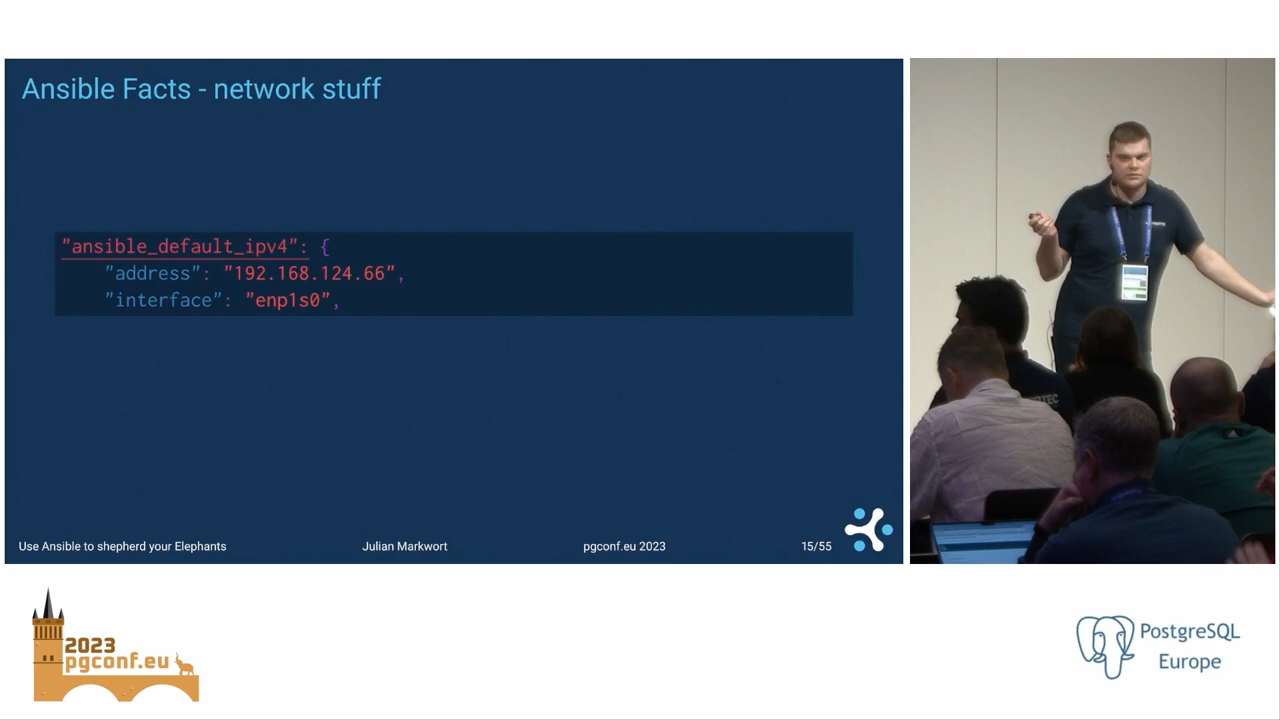 Ansible Facts - network stuff
"ansible_default_ipv4": {
"address": "192.168.124.66",
"interface": "enp1s0",
Use Ansible to shepherd your Elephants
Julian Markwort
pgconf.eu 2023
15/55
2023
pgconf.eu
PostgreSQL
Europe